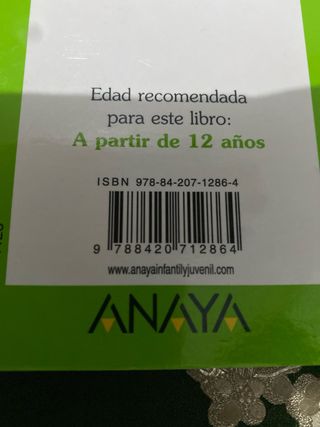 Edad recomendada
para este libro:
A partir de 12 años
ISBN 978-84-207-1286-4
9 788420 712864
www.anayainfantilyjuvenil.com
ANAYA